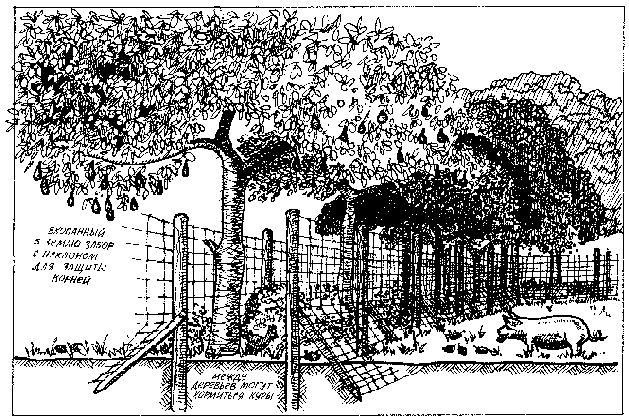 ВКОПАННЫЙ
В ЗЕМЛЮ ЗАБОР
С НАКЛОНОМ
ДЛЯ ЗАЩИТЫ
КОРНЕЙ
МЕЖДУ
ДЕРЕВЬЕВ МОГУТ
КОРМИТЬСЯ КУРЫ